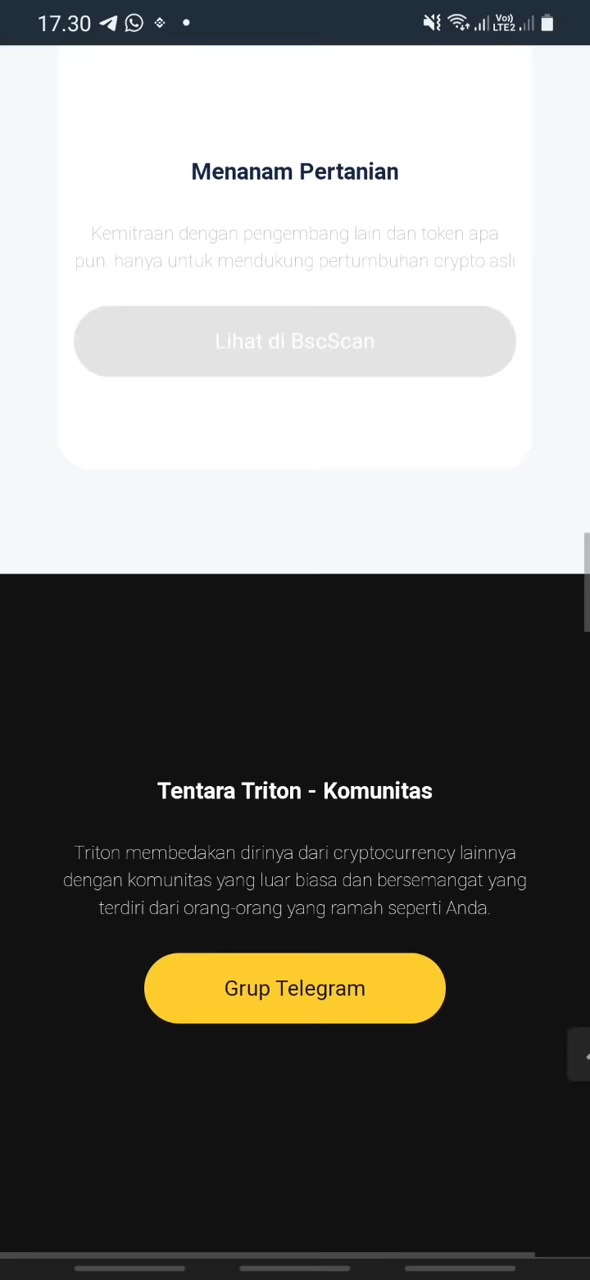 17.30
Vo))
LTE2
Menanam Pertanian
Kemitraan dengan pengembang lain dan token apa
pun. hanya untuk mendukung pertumbuhan crypto asli
Lihat di BscScan
Tentara Triton - Komunitas
Triton membedakan dirinya dari cryptocurrency lainnya
dengan komunitas yang luar biasa dan bersemangat yang
terdiri dari orang-orang yang ramah seperti Anda.
Grup Telegram